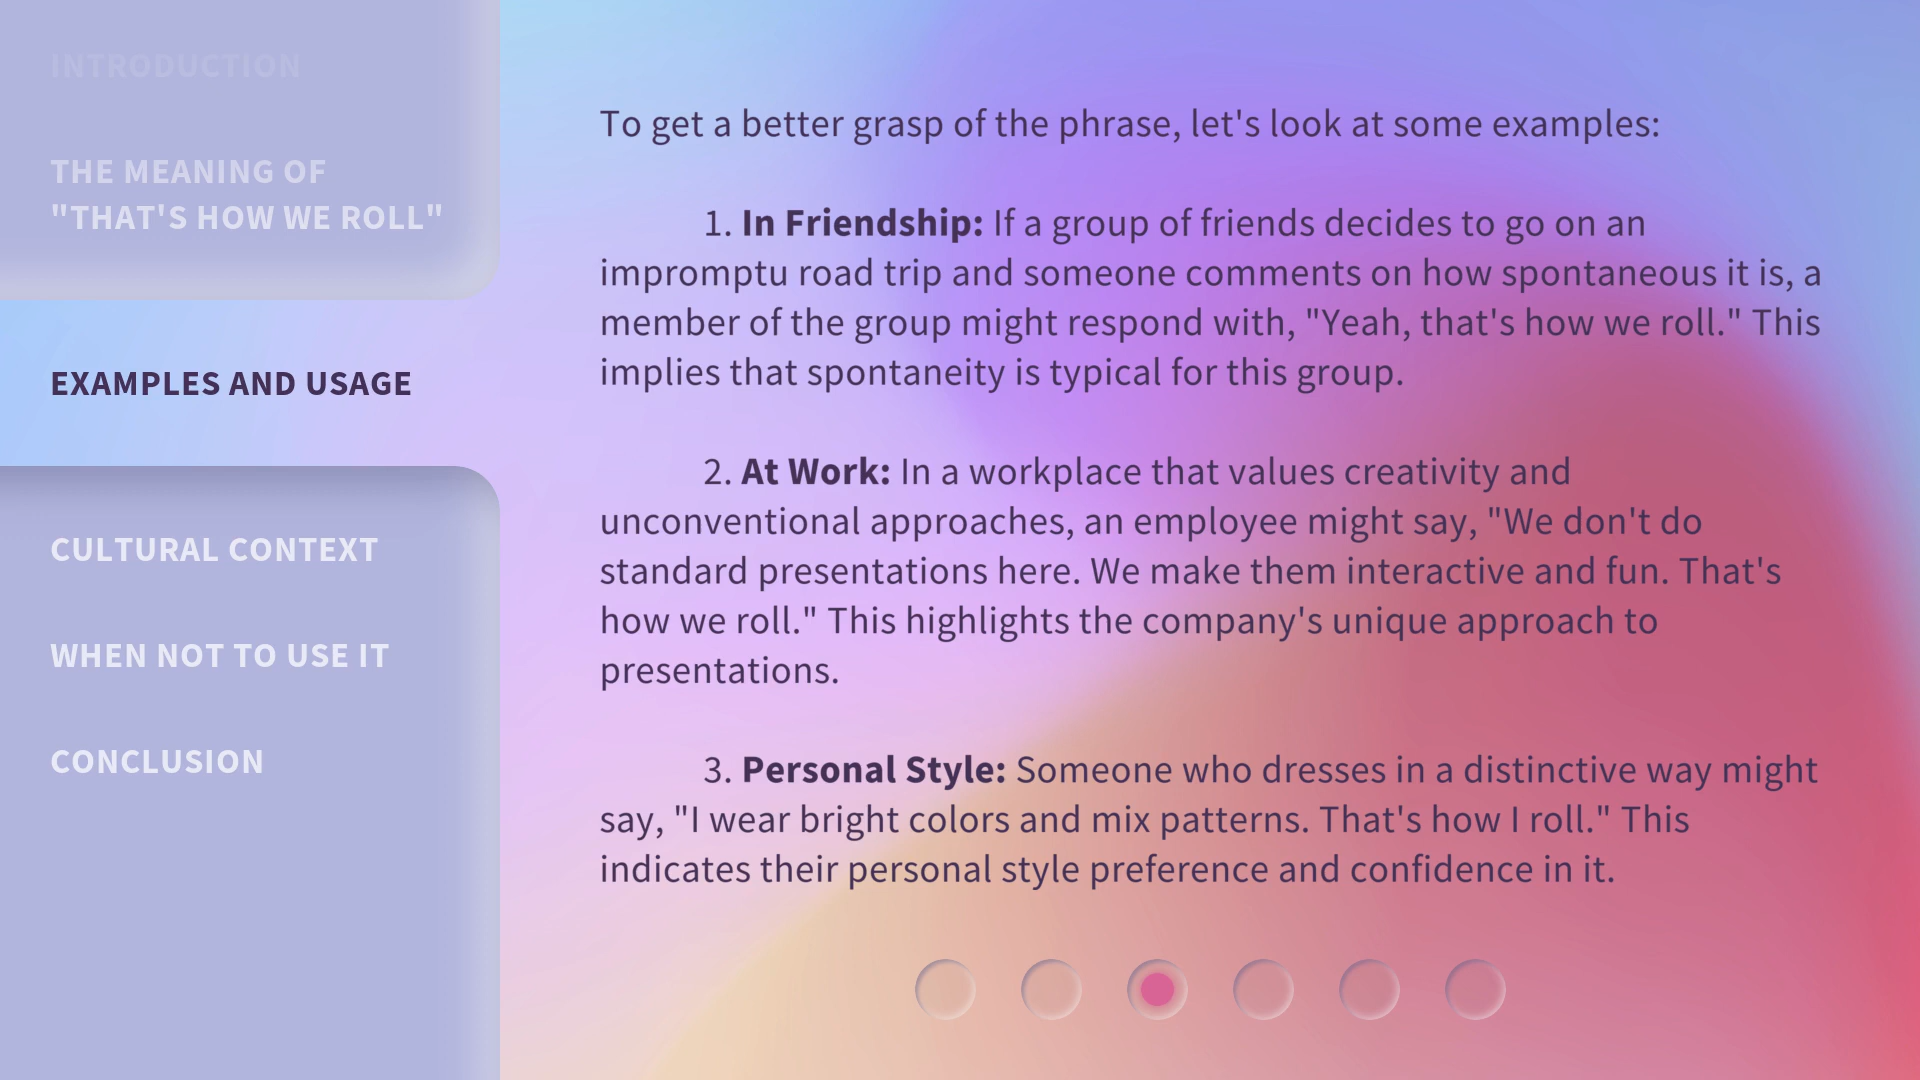 INTRODUCTION
THE MEANING OF
"THAT'S HOW WE ROLL"
EXAMPLES AND USAGE
CULTURAL CONTEXT
WHEN NOT TO USE IT
CONCLUSION
To get a better grasp of the phrase, let's look at some examples:
1. In Friendship: If a group of friends decides to go on an
impromptu road trip and someone comments on how spontaneous it is, a
member of the group might respond with, "Yeah, that's how we roll." This
implies that spontaneity is typical for this group.
2. At Work: In a workplace that values creativity and
unconventional approaches, an employee might say, "We don't do
standard presentations here. We make them interactive and fun. That's
how we roll." This highlights the company's unique approach to
presentations.
3. Personal Style: Someone who dresses in a distinctive way might
say, "I wear bright colors and mix patterns. That's how I roll." This
indicates their personal style preference and confidence in it.